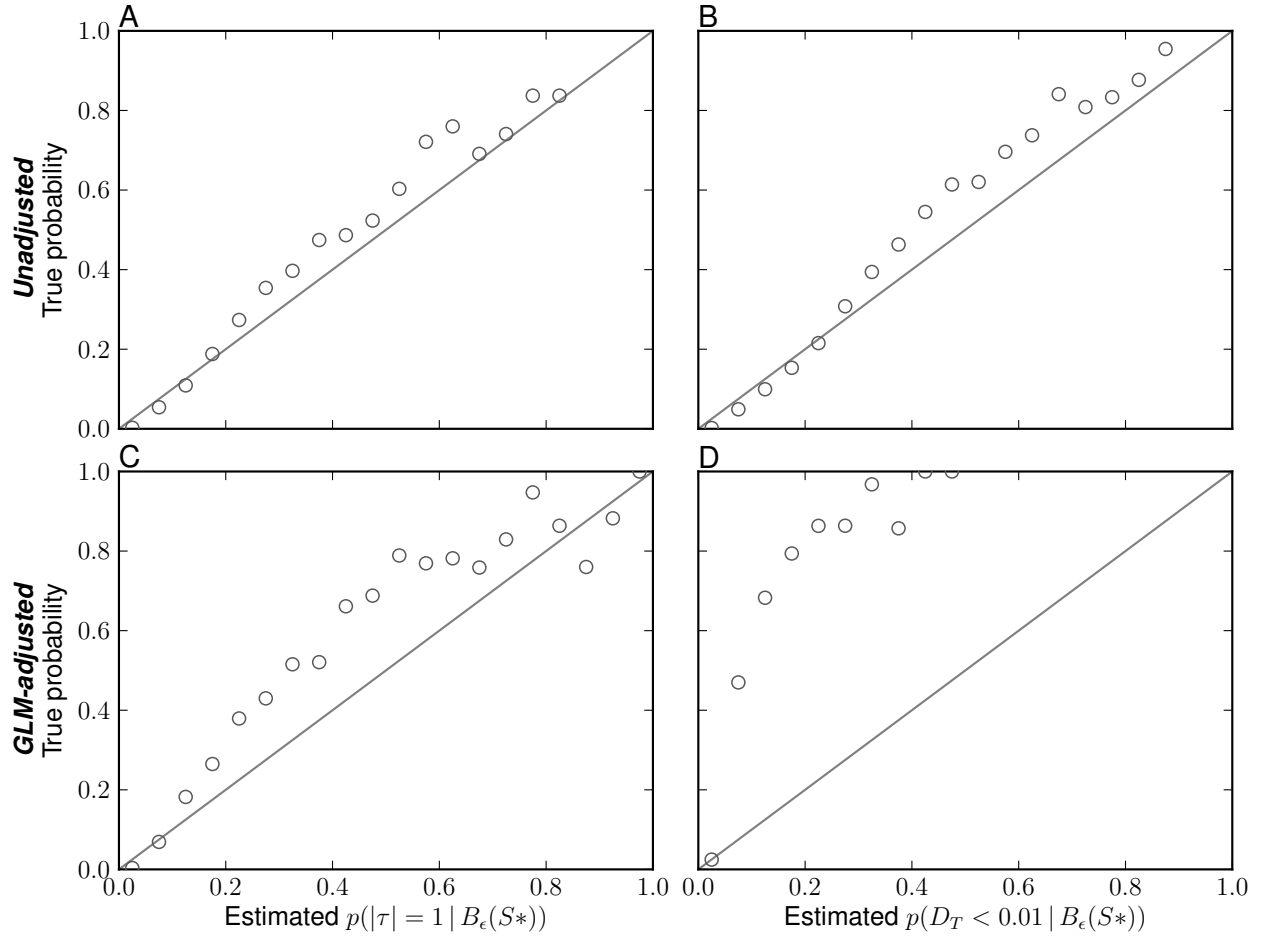 A
B
1.0
0.8
0.6
0.4
0.2
0.0
Unadjusted
True probability
C
D
1.0
0.8
0.6
0.4
0.2
0.0
GLM-adjusted
True probability
0.0 0.2 0.4 0.6 0.8 1.0
0.0 0.2 0.4 0.6 0.8 1.0
Estimated p(|τ| = 1 | B_ϵ(S∗))
Estimated p(D_T < 0.01 | B_ϵ(S∗))